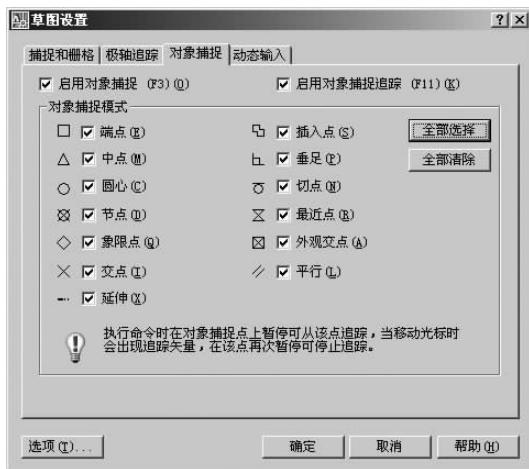 草图设置
捕捉和栅格 极轴追踪 对象捕捉 动态输入
启用对象捕捉 (F3)(O) 启用对象捕捉追踪 (F11)(K)
对象捕捉模式
端点(E) 插入点(S) 全部选择
中点(M) 垂足(P) 全部清除
圆心(C) 切点(N)
节点(D) 最近点(R)
象限点(Q) 外观交点(A)
交点(I) 平行(L)
延伸(X)
执行命令时在对象捕捉点上暂停可从该点追踪，当移动光标时
会出现追踪矢量，在该点再次暂停可停止追踪。
选项(T)... 确定 取消 帮助(H)